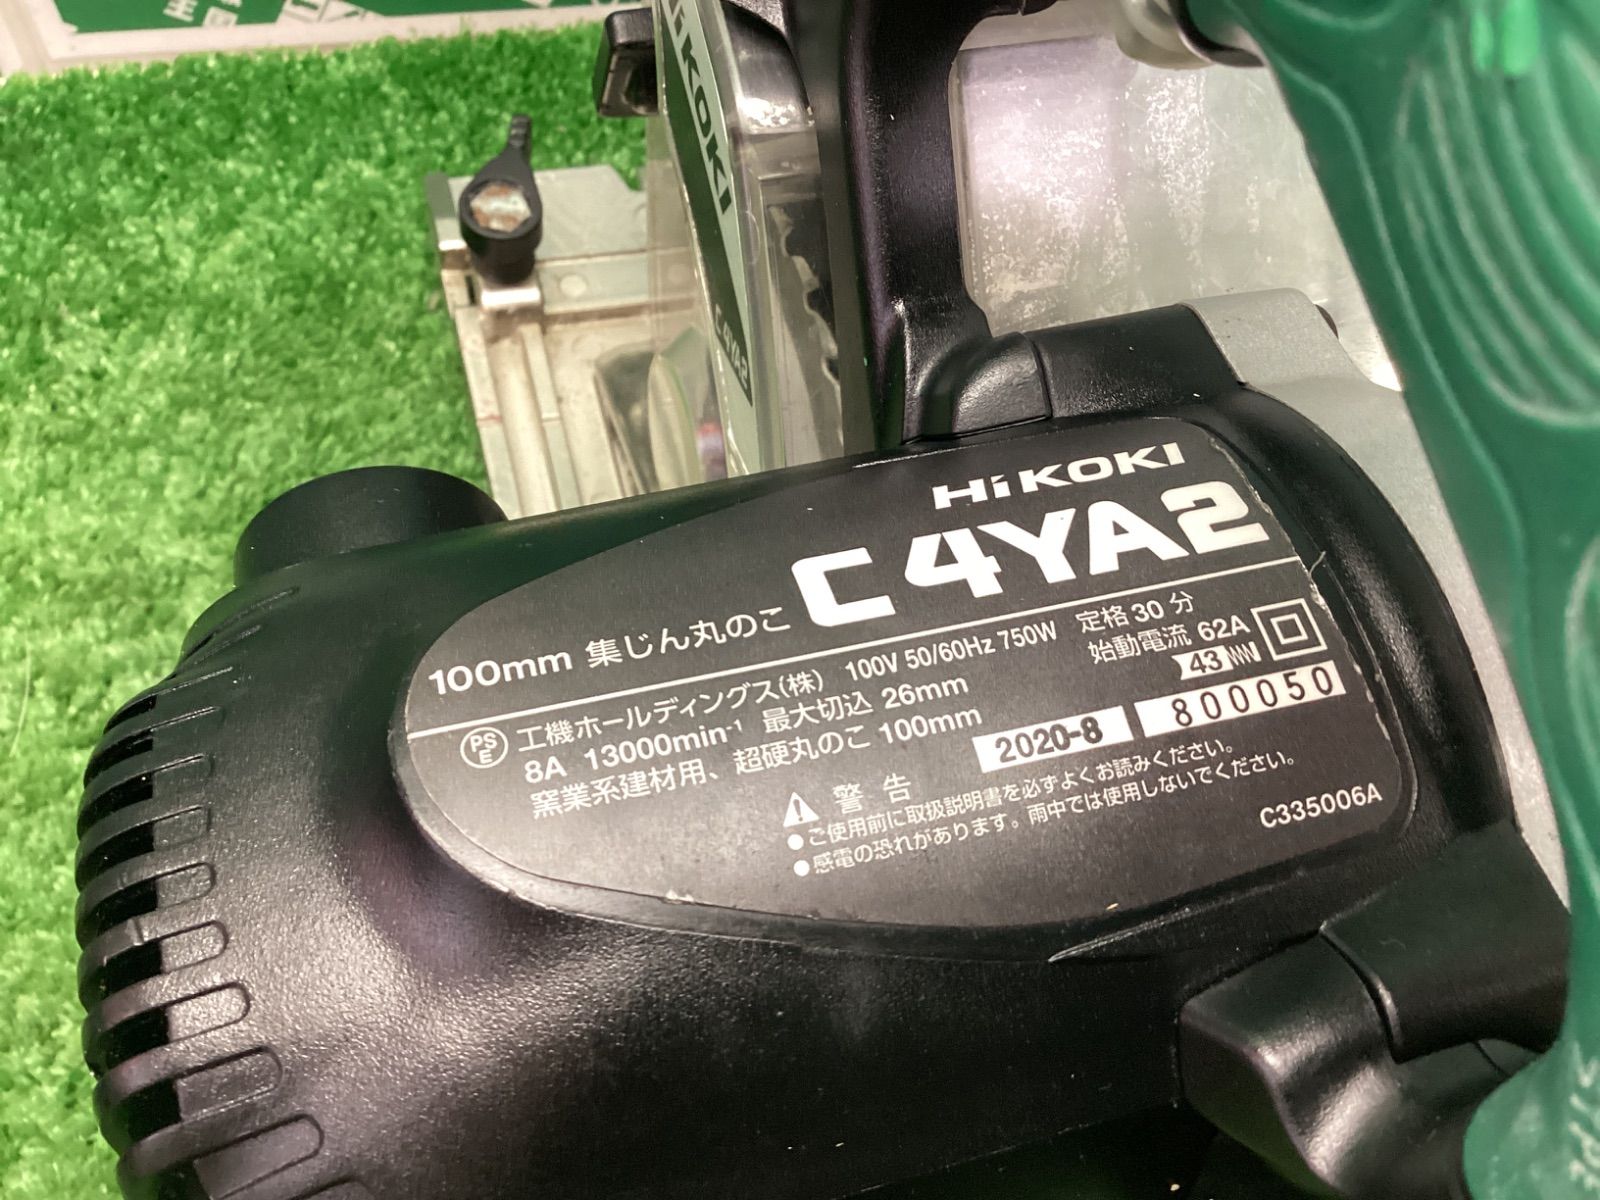 HiKOKI
C4YA2
HiKOKI
C4YA2
100mm 集じん丸のこ
PSE 工機ホールディングス(株) 100V 50/60Hz 750W 定格 30 分
8A 13000min-1 最大切込 26mm 始動電流 62A
窯業系建材用、超硬丸のこ 100mm 43
2020-8 800050
警告
●ご使用前に取扱説明書を必ずよくお読みください。
●感電の恐れがあります。雨中では使用しないでください。
C335006A